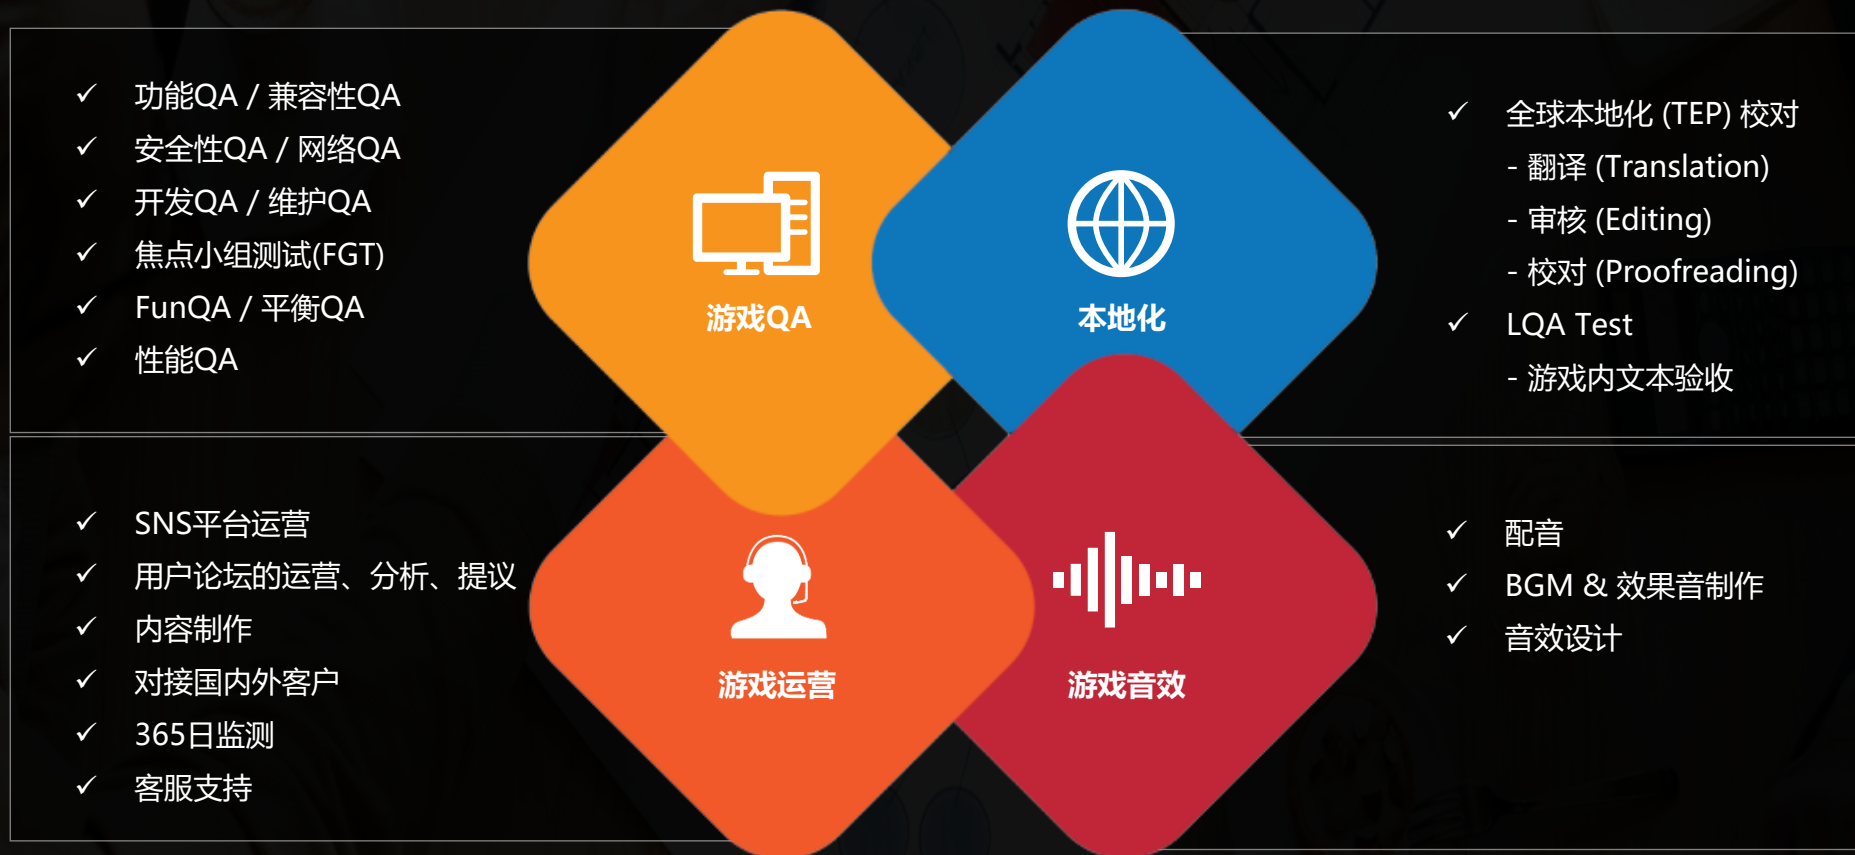 ✓ 功能QA / 兼容性QA
✓ 安全性QA / 网络QA
✓ 开发QA / 维护QA
✓ 焦点小组测试(FGT)
✓ FunQA / 平衡QA
✓ 性能QA
游戏QA
本地化
✓ 全球本地化 (TEP) 校对
- 翻译 (Translation)
- 审核 (Editing)
- 校对 (Proofreading)
✓ LQA Test
- 游戏内文本验收
✓ SNS平台运营
✓ 用户论坛的运营、分析、提议
✓ 内容制作
✓ 对接国内外客户
✓ 365日监测
✓ 客服支持
游戏运营
游戏音效
✓ 配音
✓ BGM & 效果音制作
✓ 音效设计